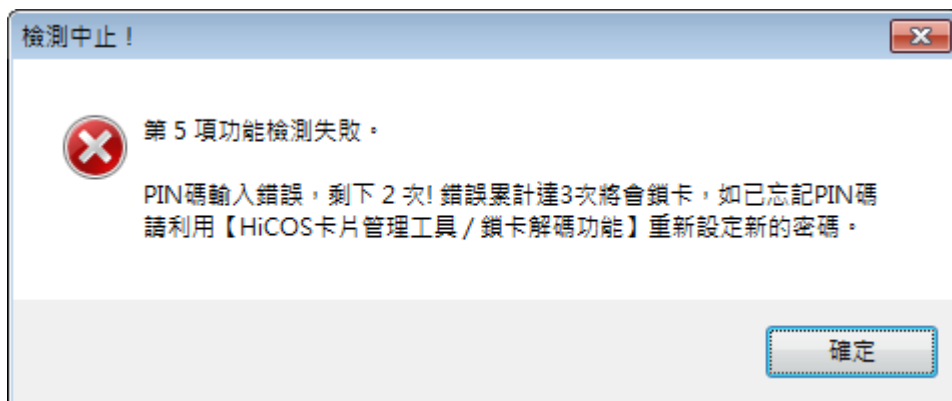 檢測中止！
第 5 項功能檢測失敗。
PIN碼輸入錯誤，剩下 2 次! 錯誤累計達3次將會鎖卡，如已忘記PIN碼
請利用【HiCOS卡片管理工具 / 鎖卡解碼功能】重新設定新的密碼。
確定